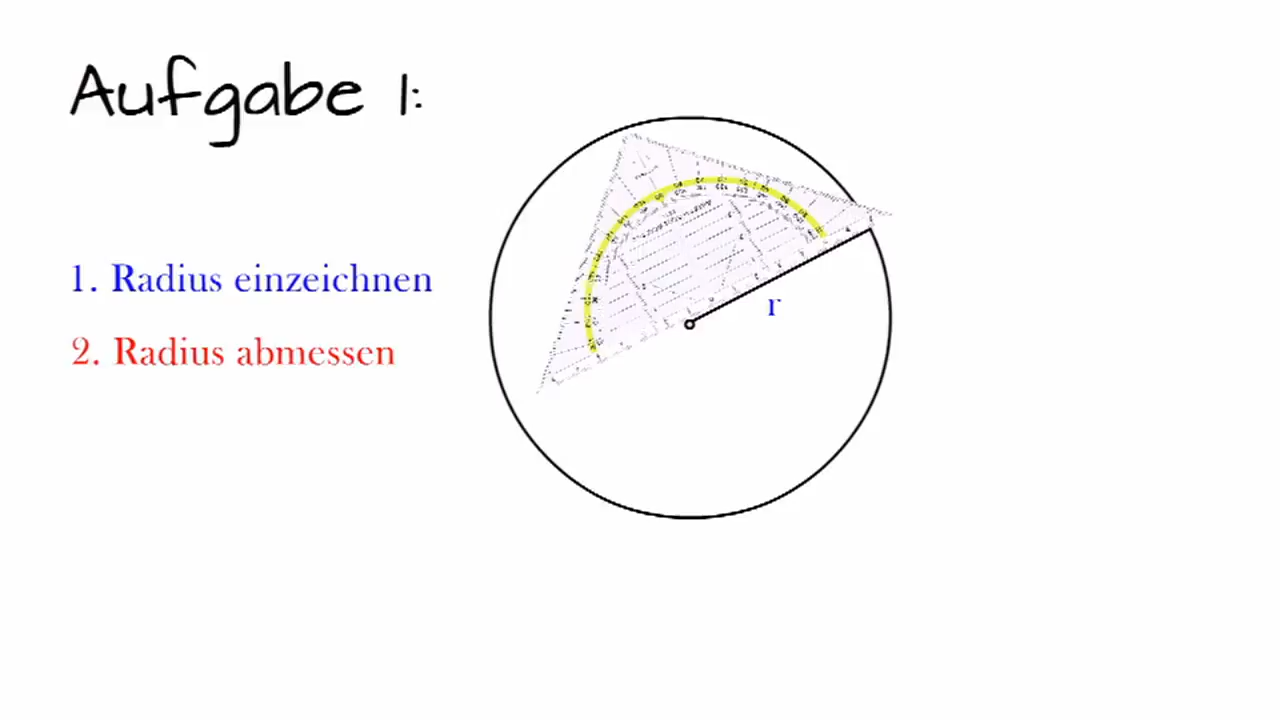 Aufgabe 1:
1. Radius einzeichnen
2. Radius abmessen
r